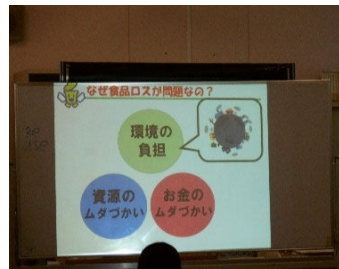 なぜ食品ロスが問題なの？
環境の
負担
資源の
ムダづかい
お金の
ムダづかい